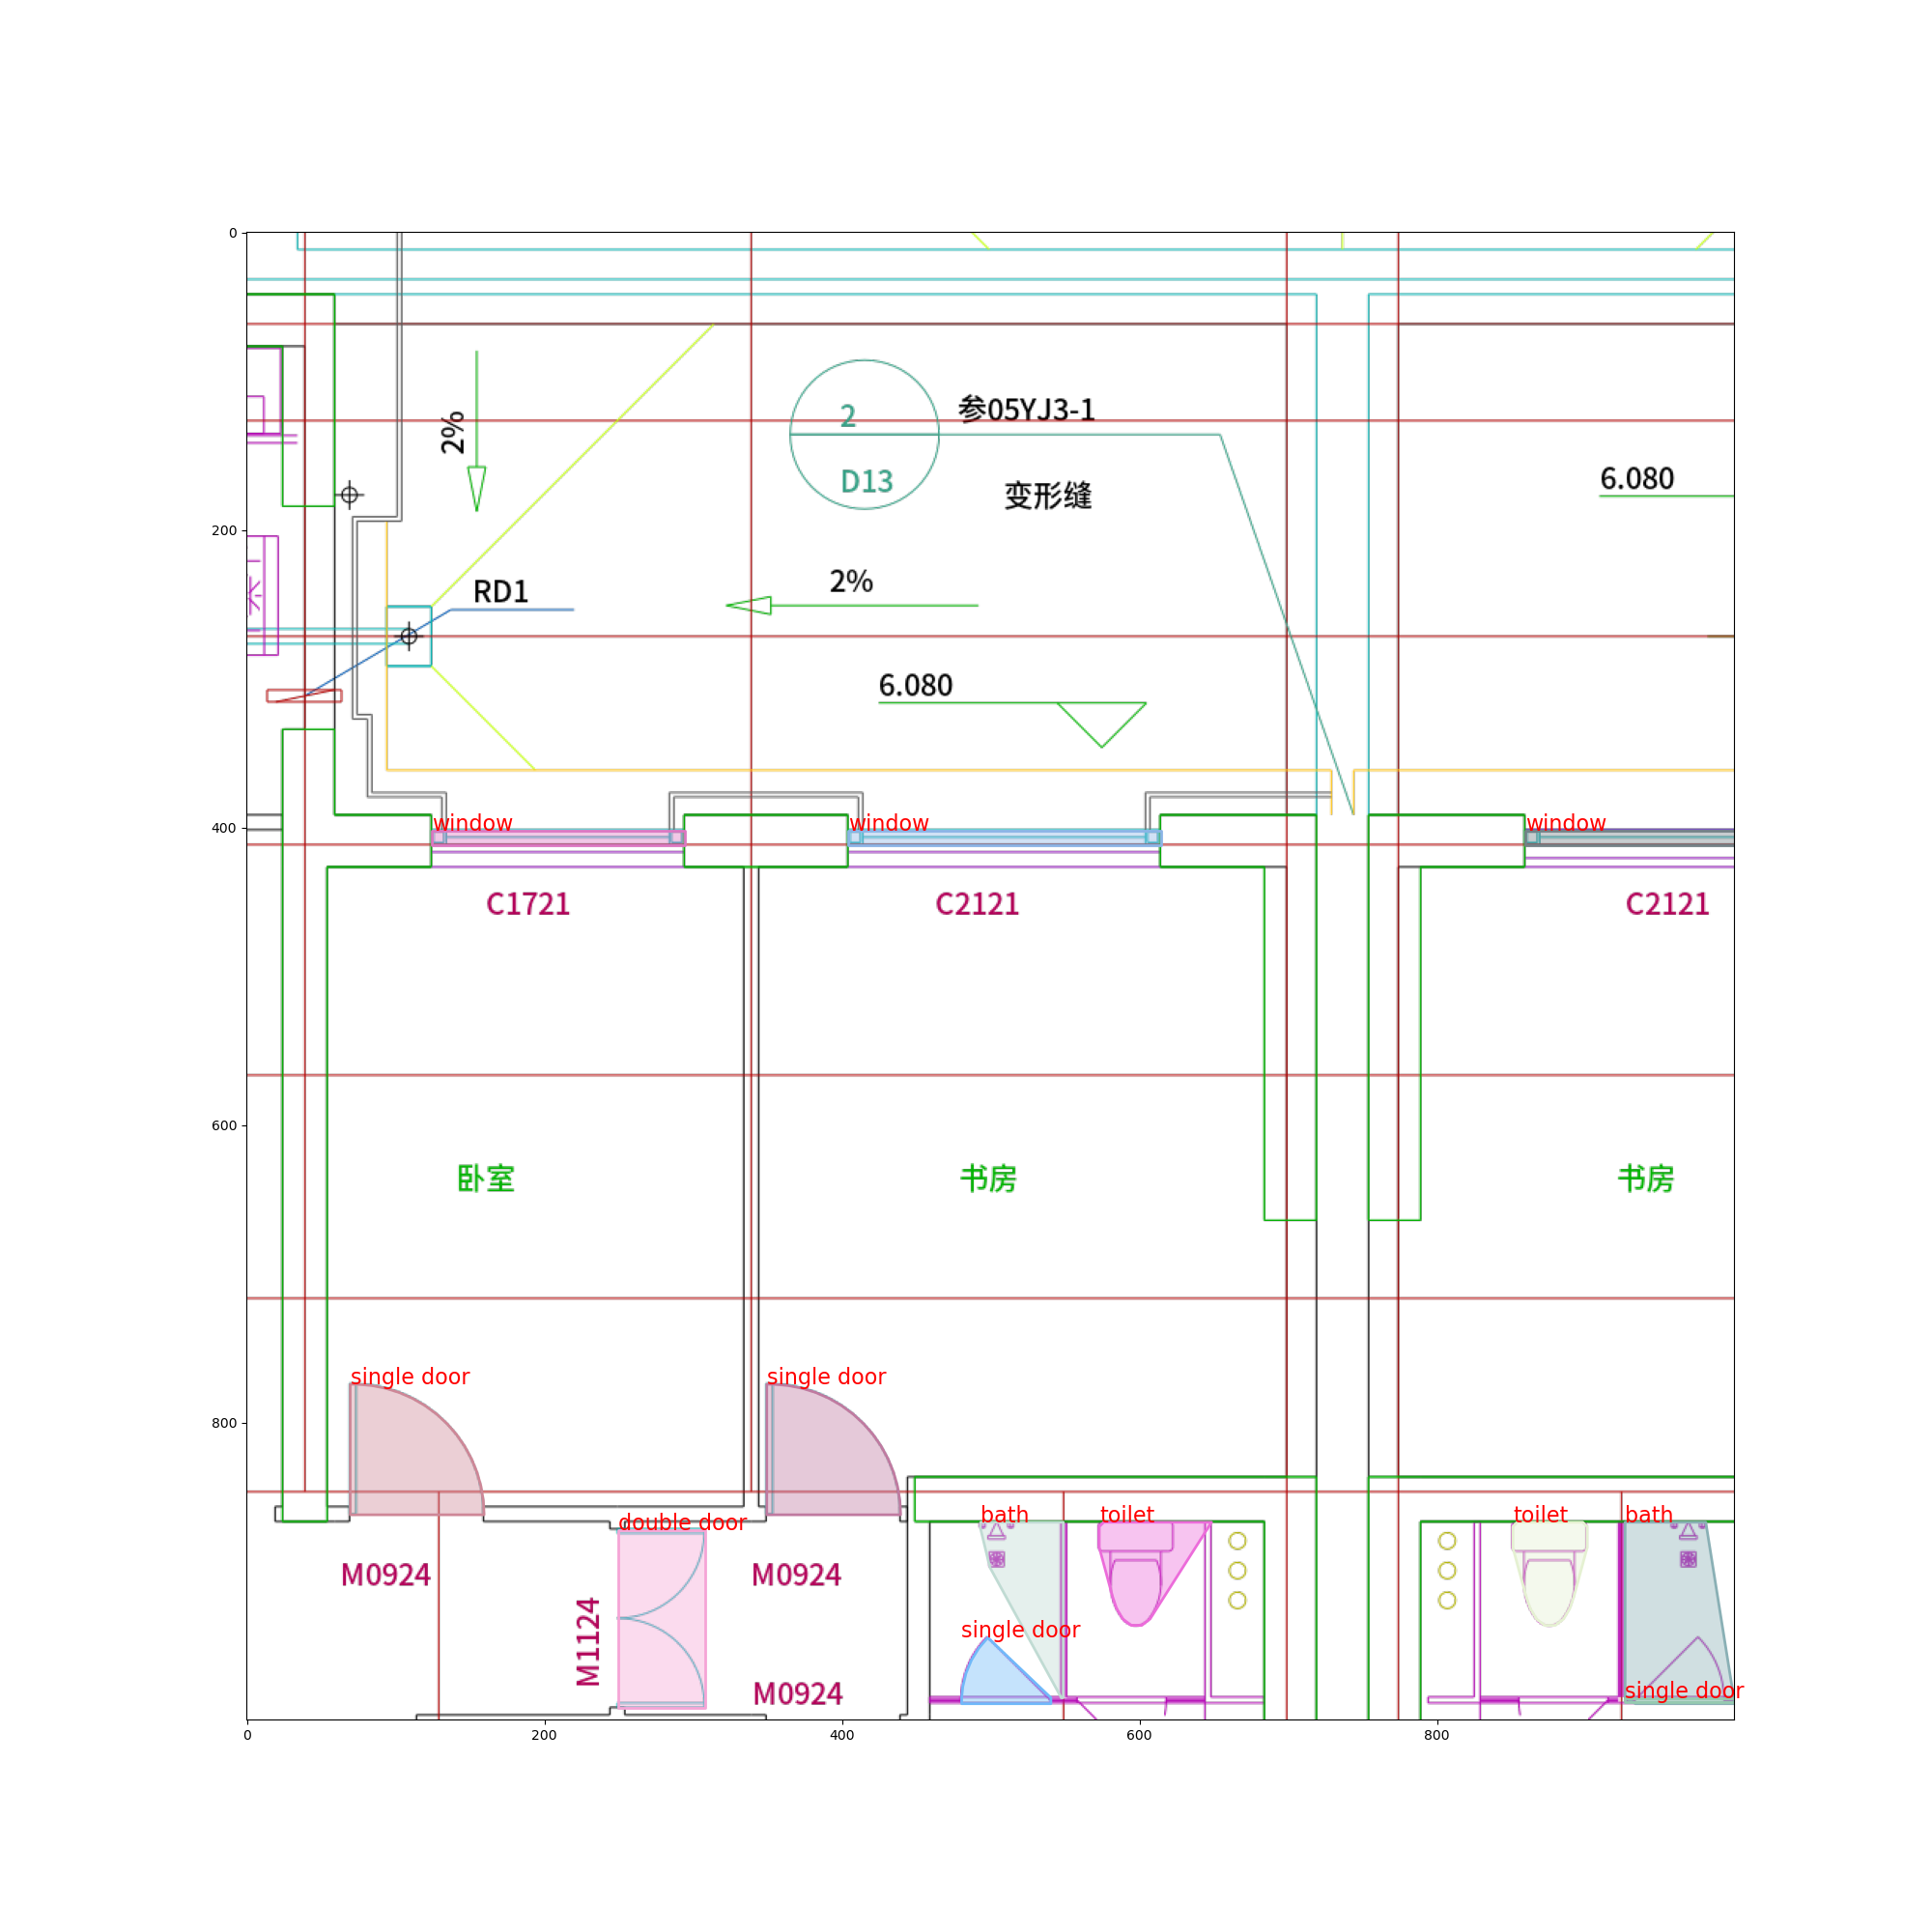 0
2%
2
D13
参05YJ3-1
变形缝
6.080
200
RD1
2%
6.080
400
window
window
window
C1721
C2121
C2121
600
卧室
书房
书房
single door
single door
800
double door
bath
toilet
toilet
bath
M0924
M0924
M1124
single door
M0924
single door
0
200
400
600
800